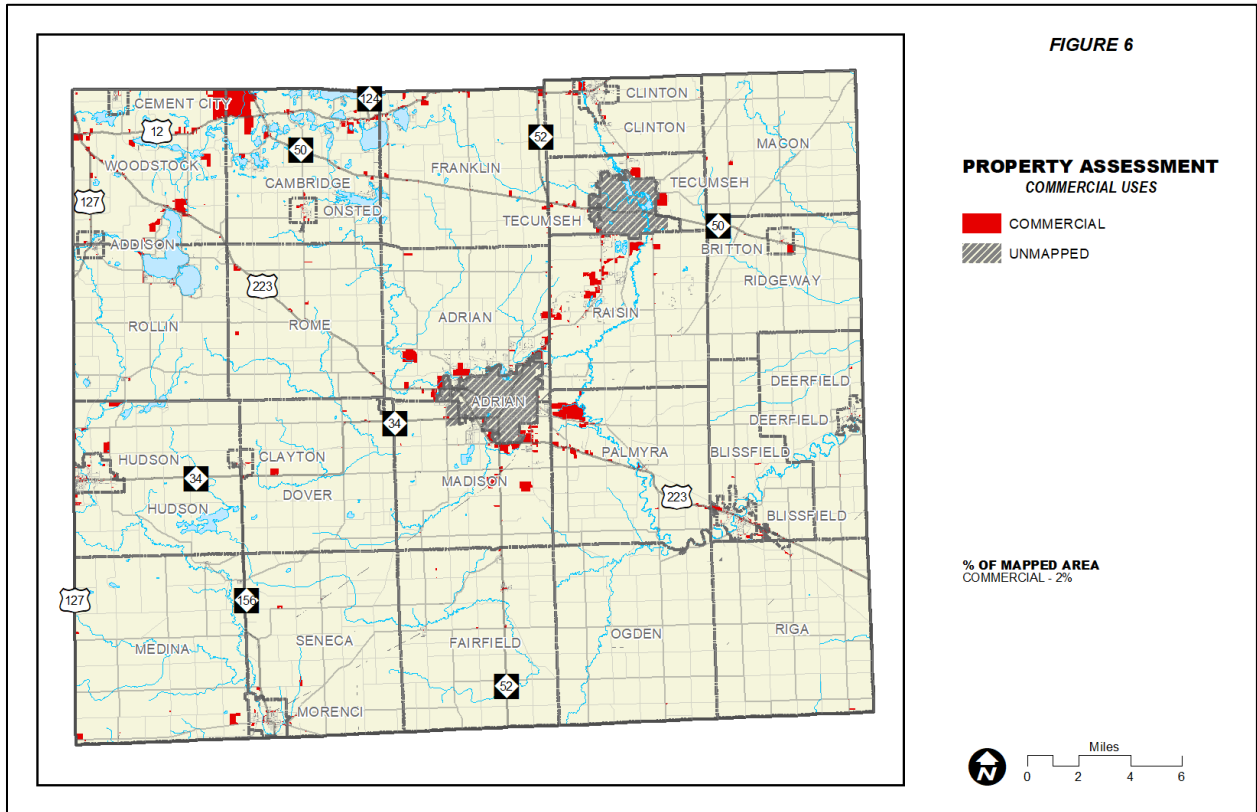 FIGURE 6
PROPERTY ASSESSMENT
COMMERCIAL USES
COMMERCIAL
UNMAPPED
% OF MAPPED AREA
COMMERCIAL - 2%
Miles
0 2 4 6
N
CEMENT CITY
124
CLINTON
12
52
CLINTON
50
MAGON
WOODSTOCK
FRANKLIN
CAMBRIDGE
TECUMSEH
127
ONSTED
TECUMSEH
50
ADDISON
BRITTON
223
RIDGEWAY
ROLLIN
ROME
ADRIAN
RAISIN
DEERFIELD
ADRIAN
34
DEERFIELD
HUDSON
CLAYTON
PALMYRA
BLISSFIELD
34
DOVER
MADISON
223
HUDSON
BLISSFIELD
127
156
SENECA
FAIRFIELD
OGDEN
RIGA
MEDINA
52
MORENCI